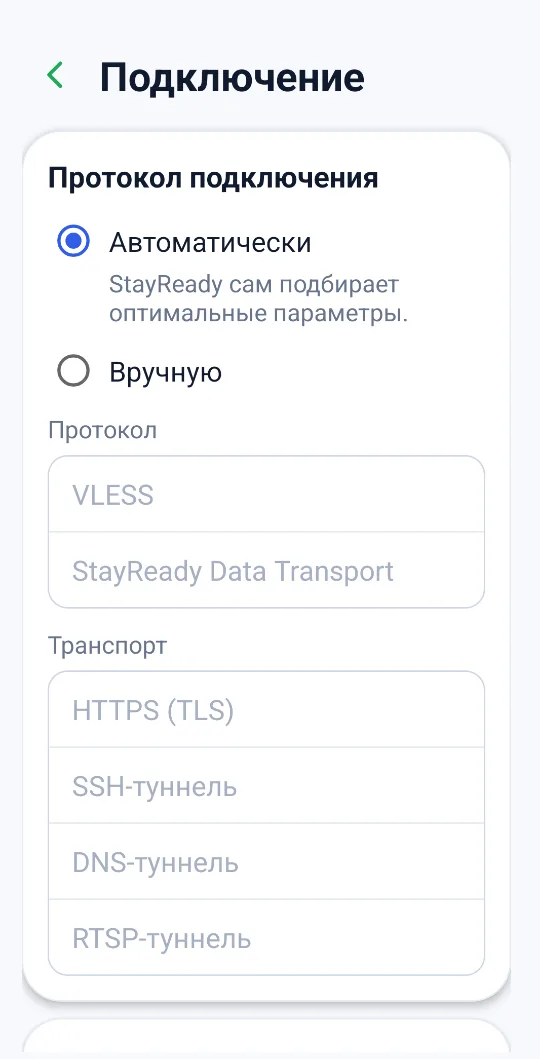 Подключение
Протокол подключения
Автоматически
StayReady сам подбирает
оптимальные параметры.
Вручную
Протокол
VLESS
StayReady Data Transport
Транспорт
HTTPS (TLS)
SSH-туннель
DNS-туннель
RTSP-туннель